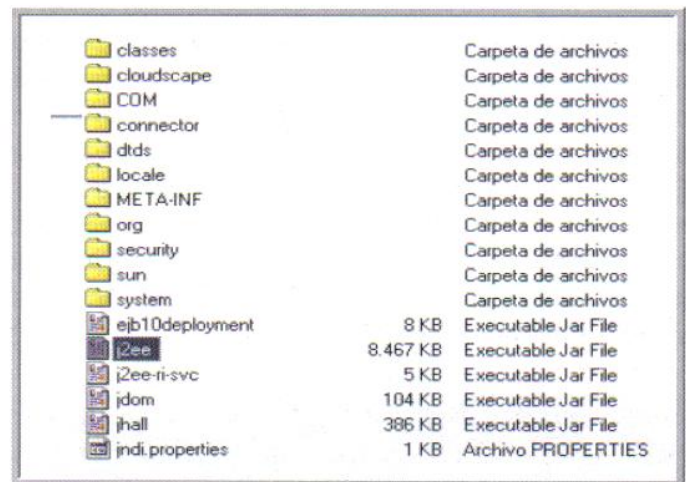 classes Carpeta de archivos
cloudscape Carpeta de archivos
COM Carpeta de archivos
connector Carpeta de archivos
dtds Carpeta de archivos
locale Carpeta de archivos
META-INF Carpeta de archivos
org Carpeta de archivos
security Carpeta de archivos
sun Carpeta de archivos
system Carpeta de archivos
ejb10deployment 8 KB Executable Jar File
j2ee 8.467 KB Executable Jar File
j2ee-ri-svc 5 KB Executable Jar File
jdom 104 KB Executable Jar File
jhall 386 KB Executable Jar File
jndi.properties 1 KB Archivo PROPERTIES